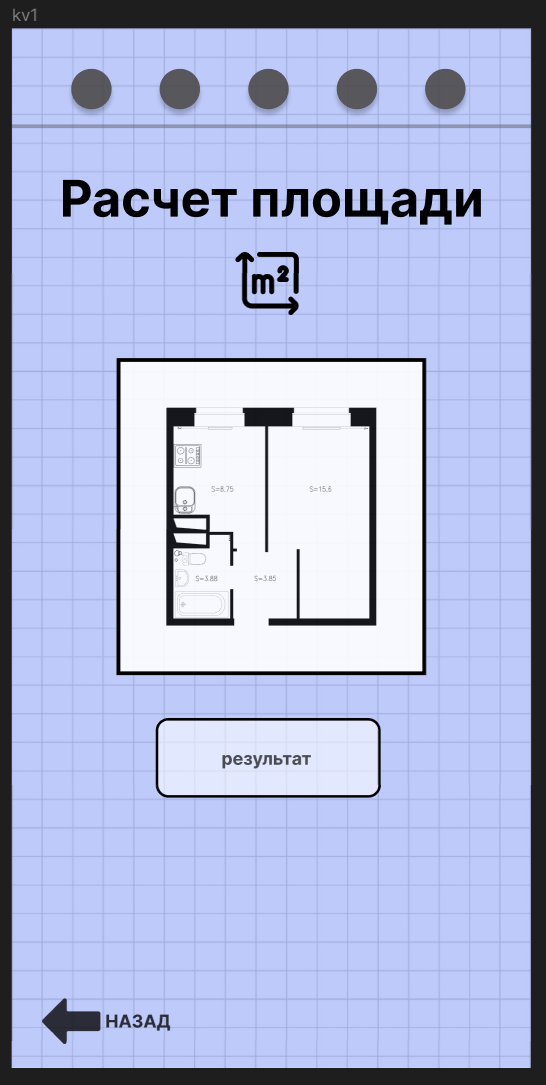 kv1
Расчет площади
m²
S=8.75
S=15.6
S=3.88
S=3.85
результат
НАЗАД